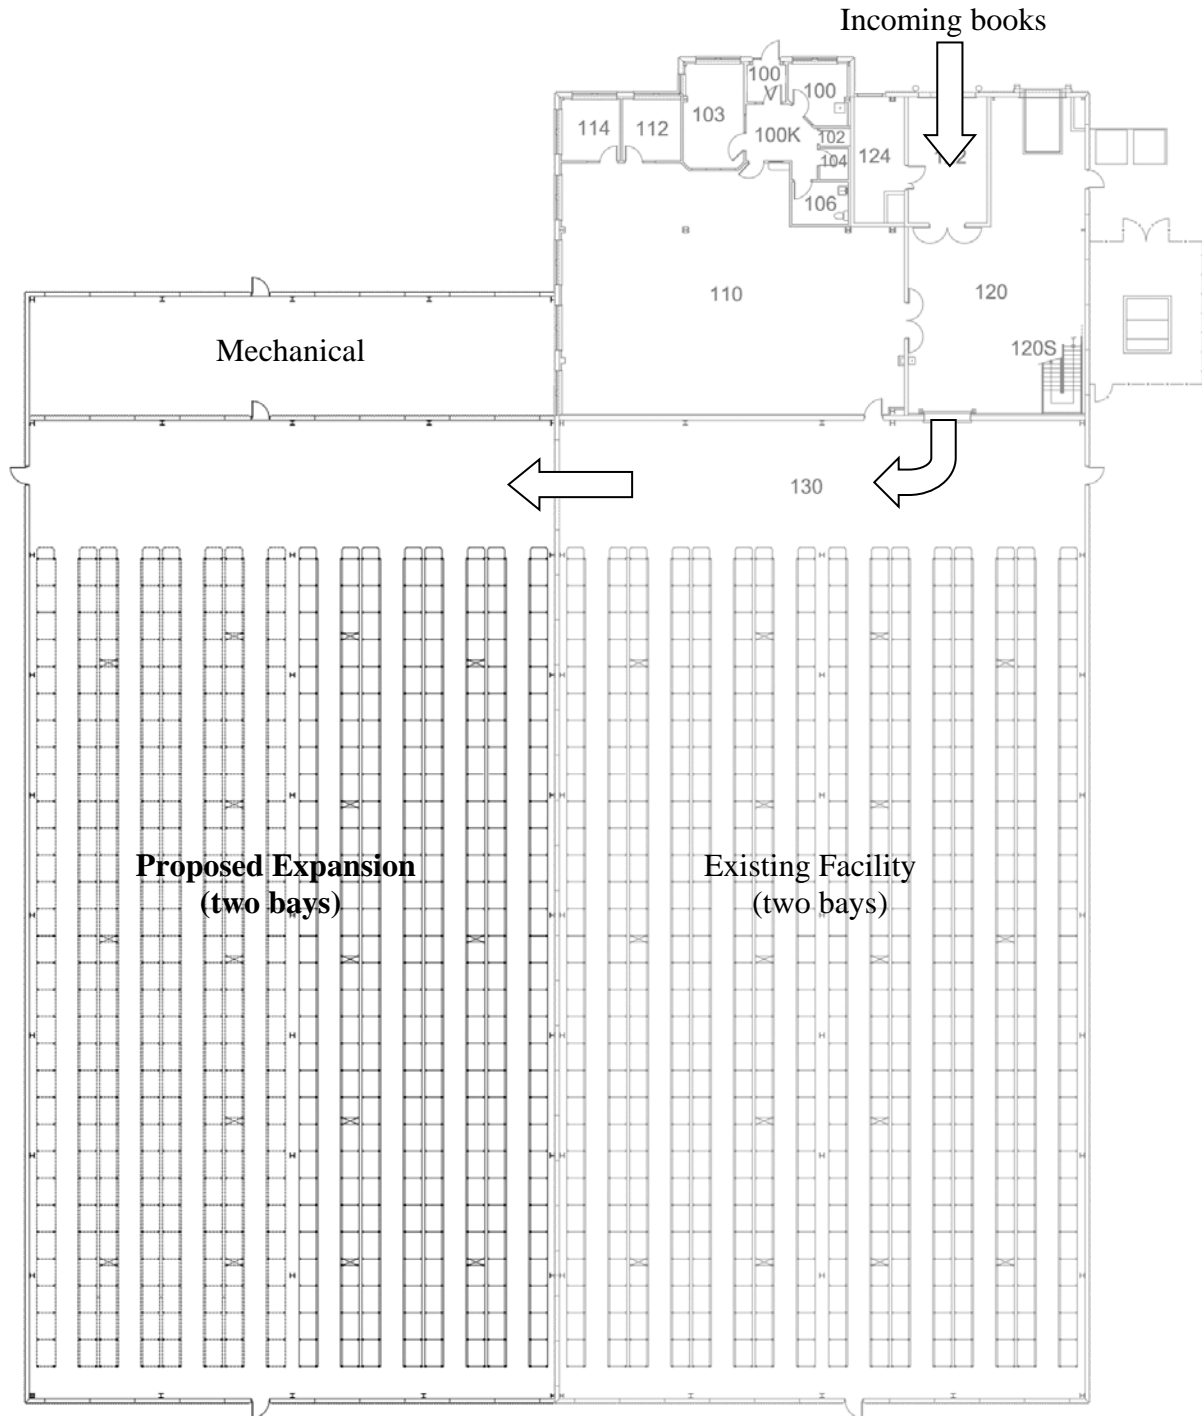 Incoming books
100
V
100
103
114
112
100K
102
104
124
106
110
120
Mechanical
120S
130
Proposed Expansion
(two bays)
Existing Facility
(two bays)